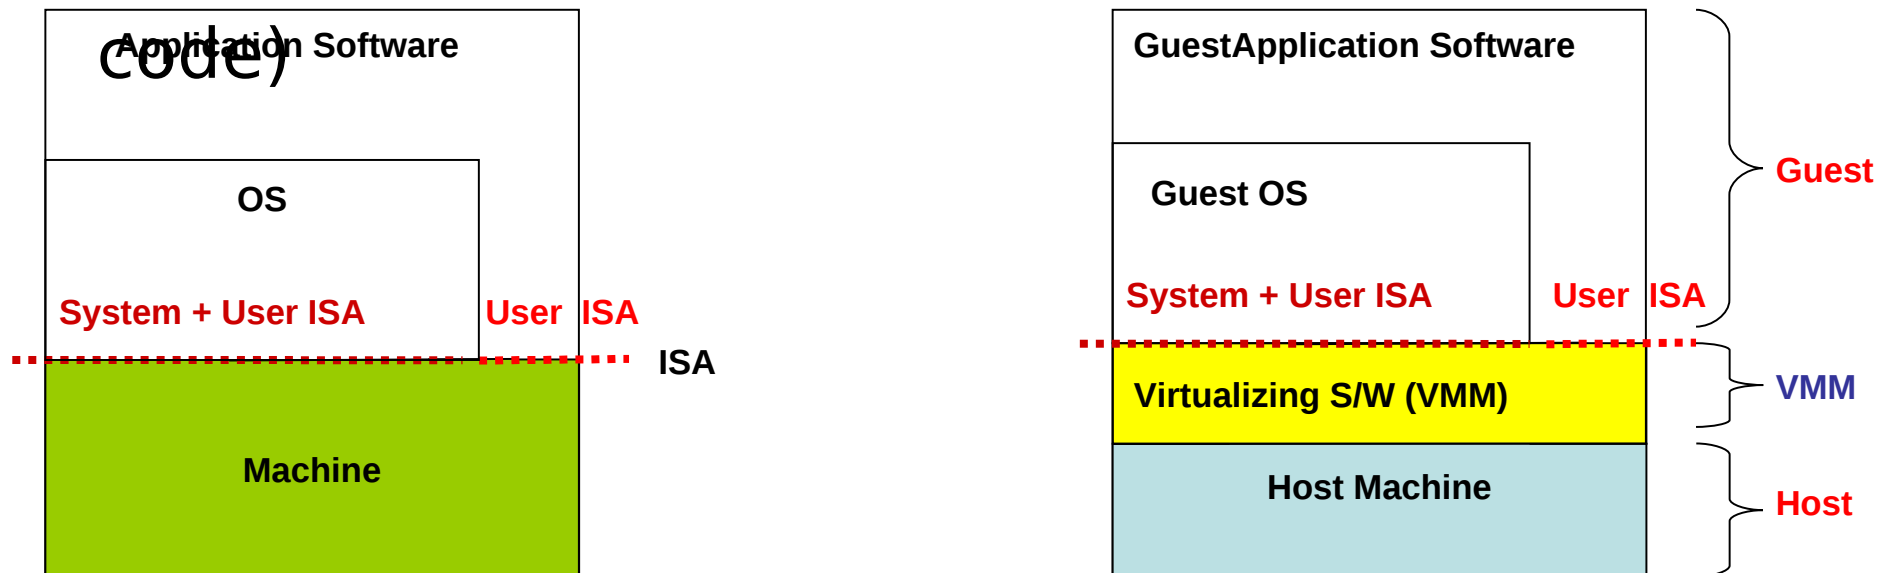 Application Software
code)
OS
System + User ISA
User ISA
ISA
Machine
GuestApplication Software
Guest OS
System + User ISA
User ISA
Virtualizing S/W (VMM)
Host Machine
Guest
VMM
Host